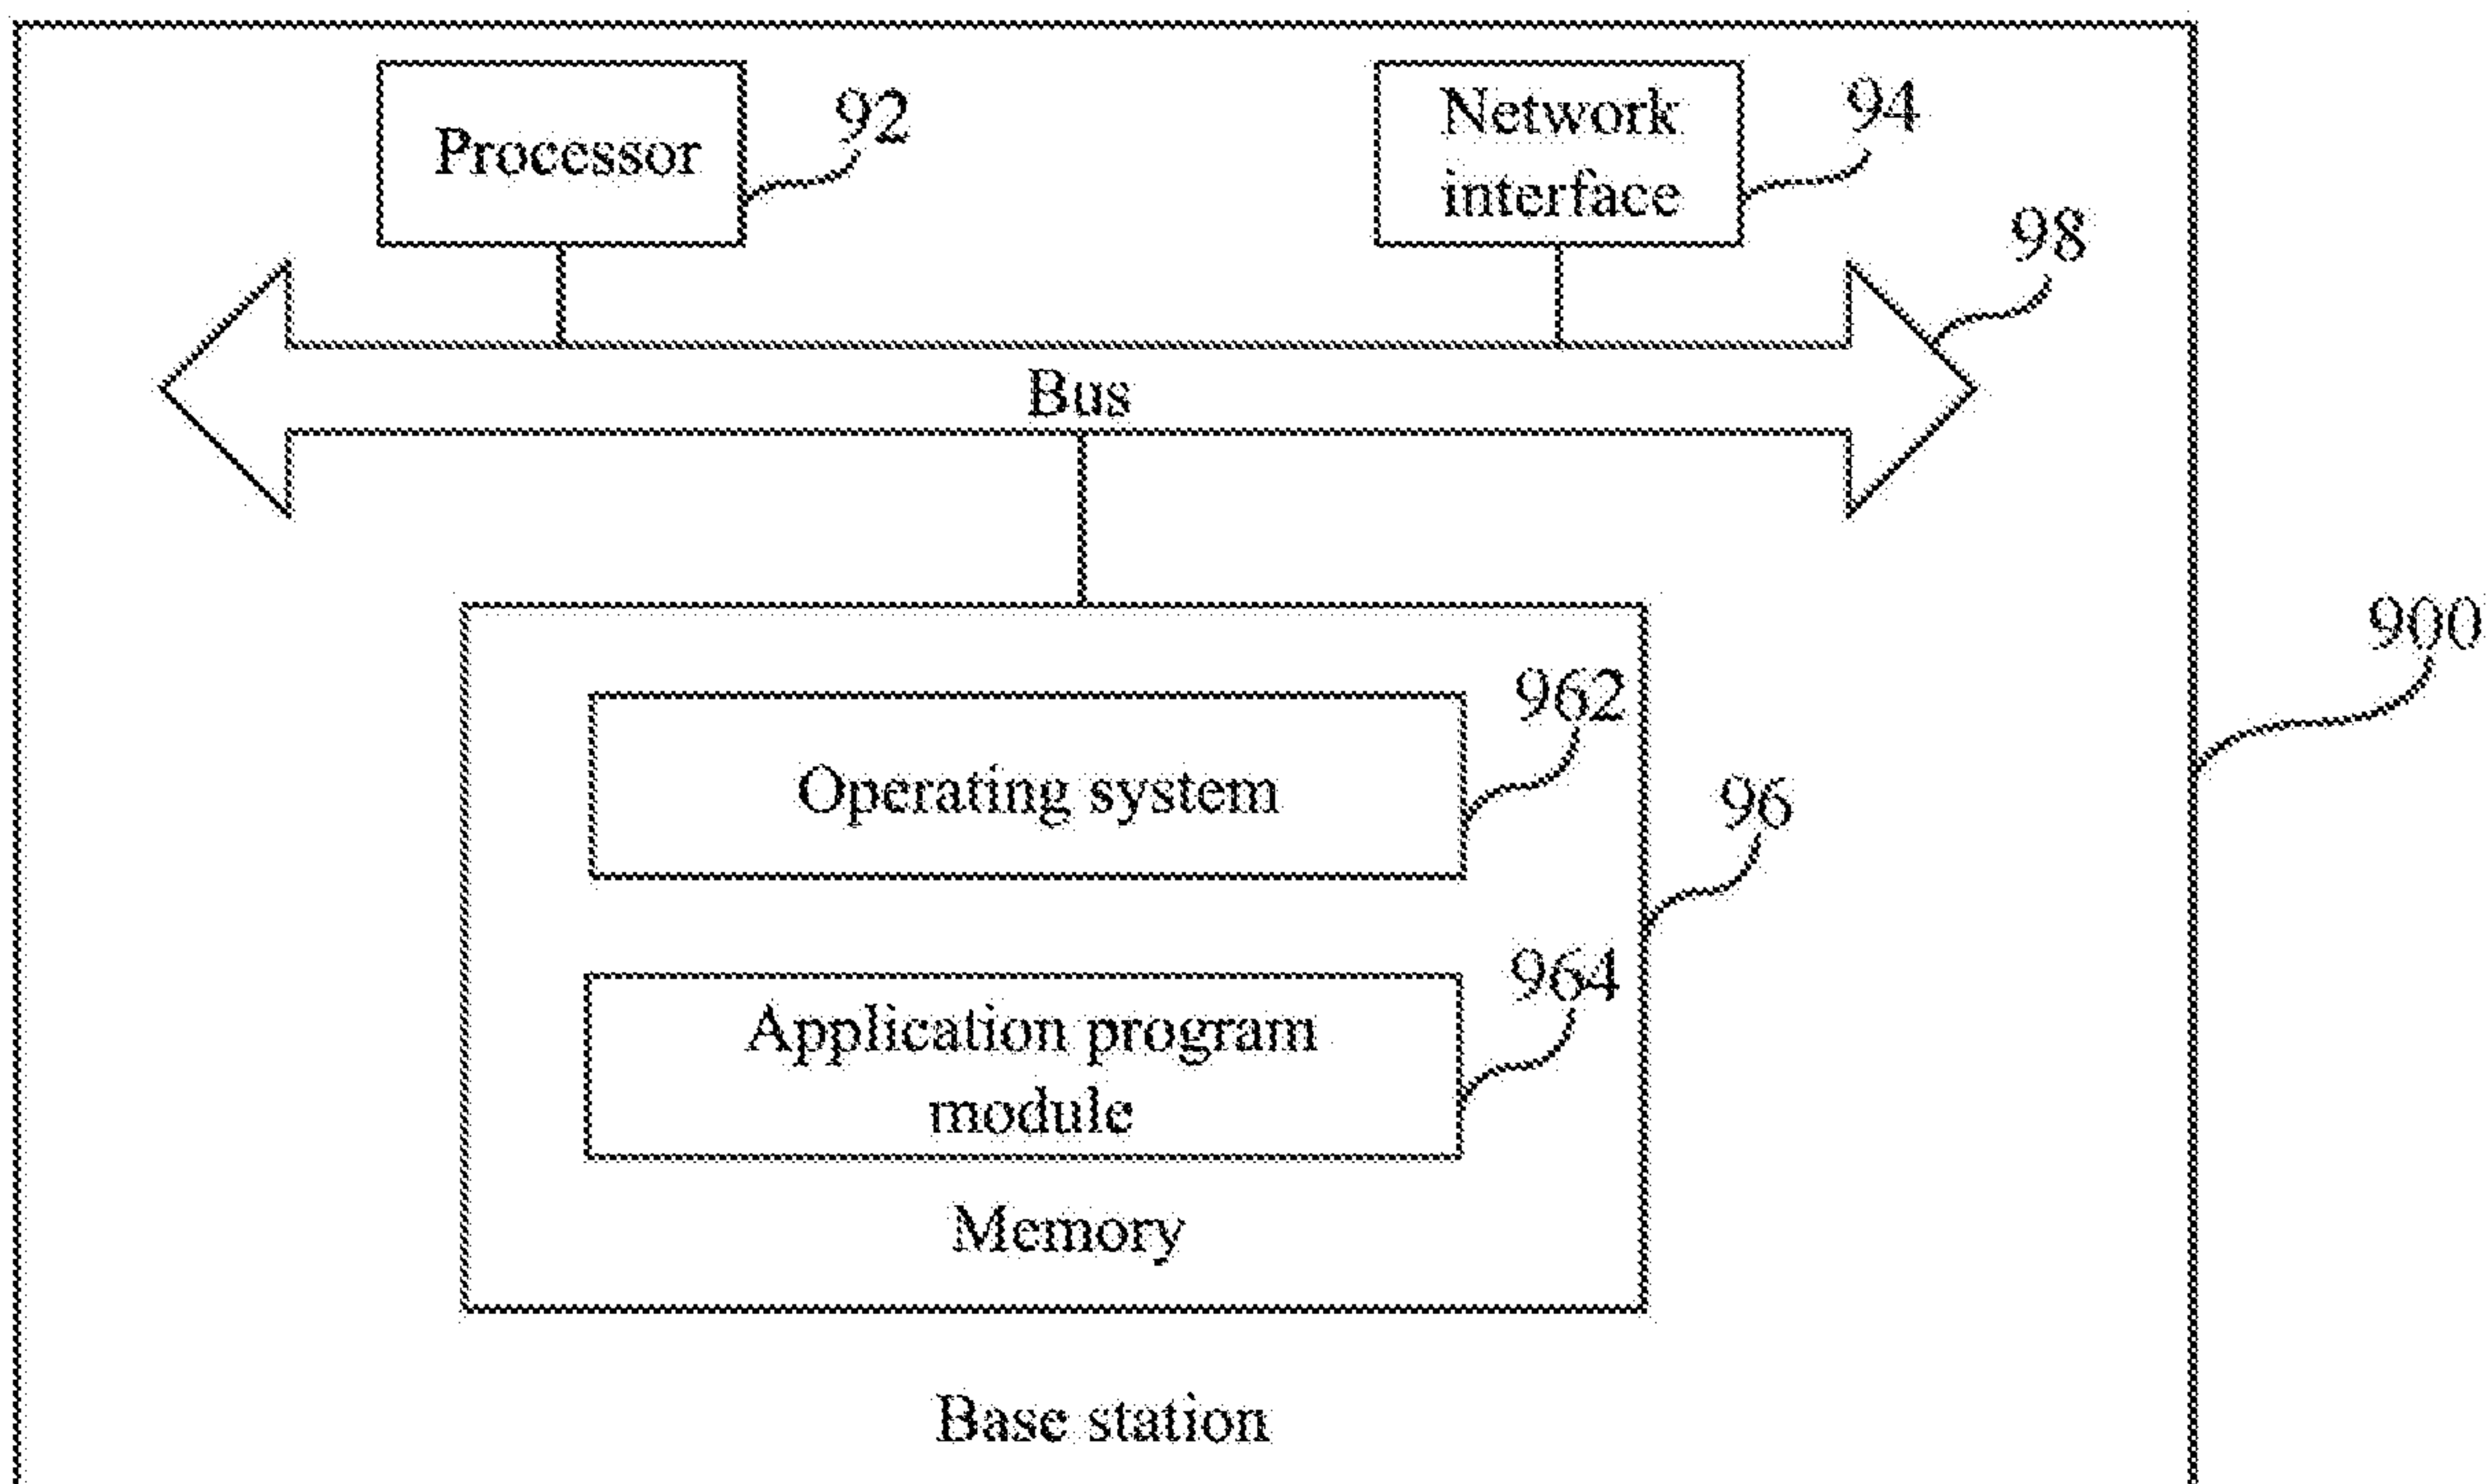 Processor
92
Network
interface
94
98
Bus
900
962
Operating system
96
964
Application program
module
Memory
Base station